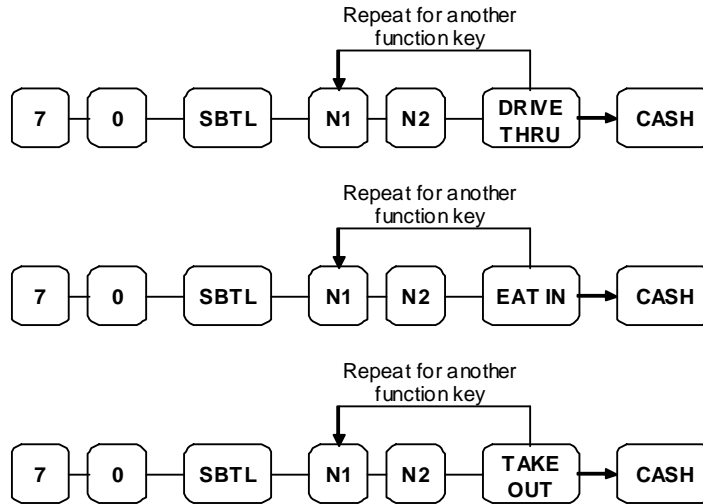 Repeat for another
function key
7 0 SBTL N1 N2 DRIVE THRU CASH
Repeat for another
function key
7 0 SBTL N1 N2 EAT IN CASH
Repeat for another
function key
7 0 SBTL N1 N2 TAKE OUT CASH